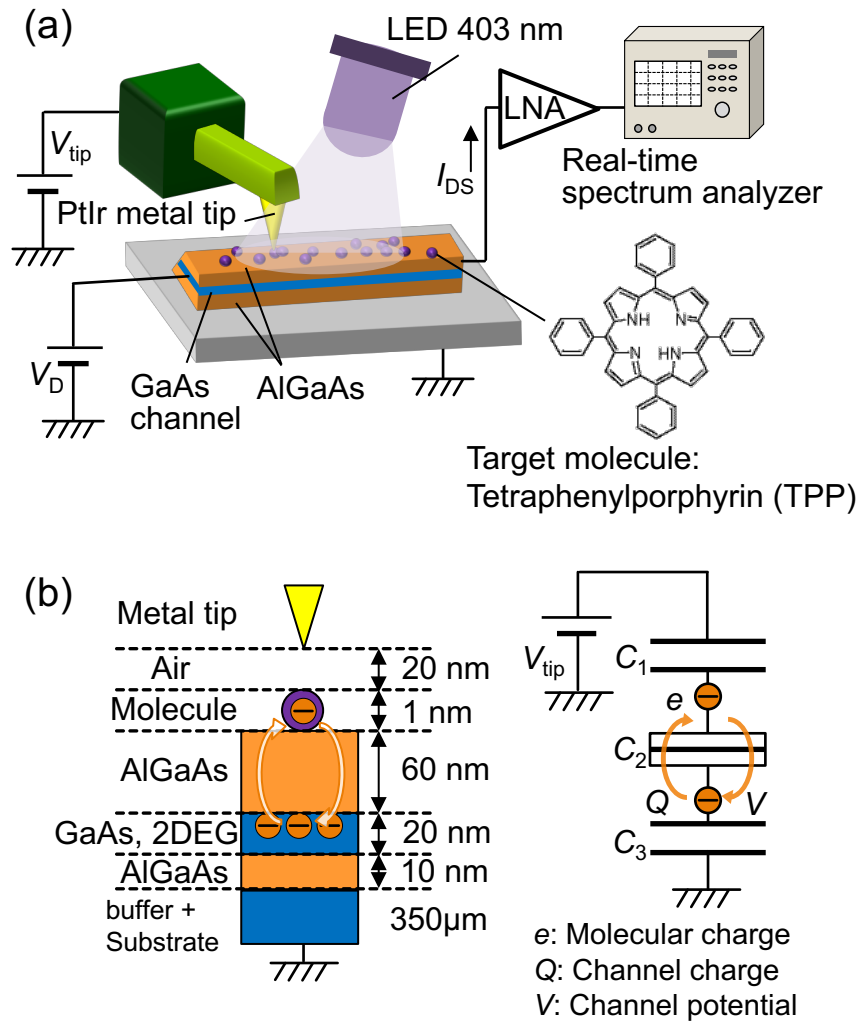 (a)
LED 403 nm
LNA
V_tip
PtIr metal tip
I_DS
Real-time
spectrum analyzer
V_D
GaAs
channel
AlGaAs
NH
N
N
HN
Target molecule:
Tetraphenylporphyrin (TPP)
(b)
Metal tip
Air
20 nm
Molecule
1 nm
AlGaAs
60 nm
GaAs, 2DEG
20 nm
AlGaAs
10 nm
buffer +
Substrate
350μm
V_tip
C_1
e
C_2
Q
V
C_3
e: Molecular charge
Q: Channel charge
V: Channel potential